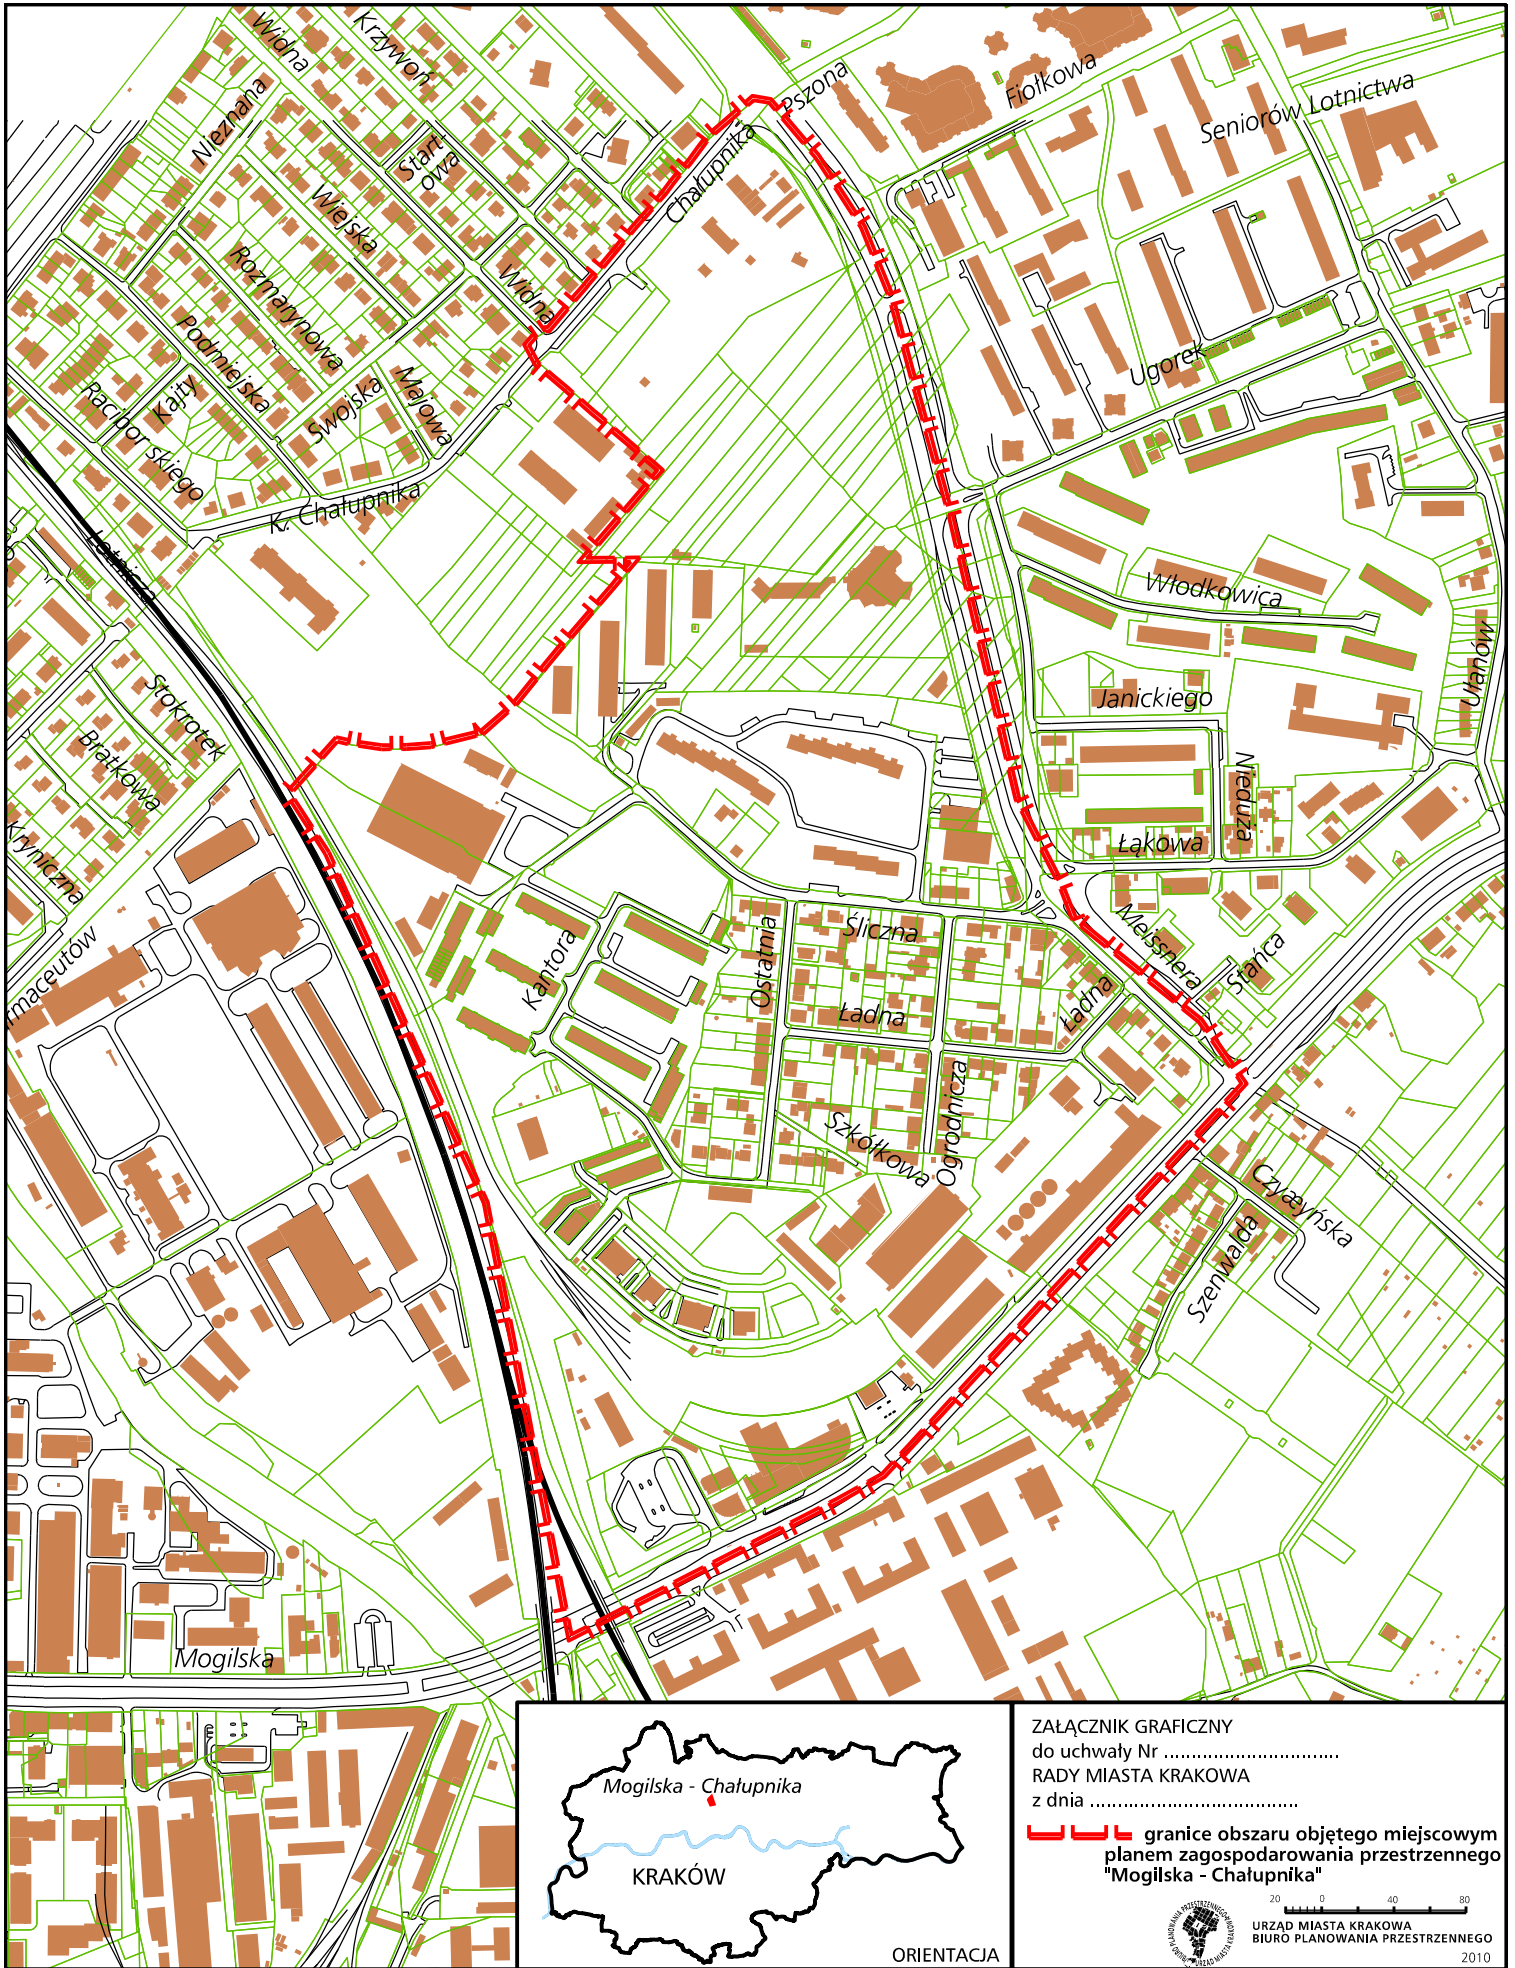 Widna
Krzywoń
Pszona
Fiołkowa
Seniorów Lotnictwa
Nieznana
Start
owa
Chałupnika
Wiejska
Rozmarynowa
Widna
Podmiejska
Ugorek
Kajty
Swojska
Majowa
Racibor skiego
K. Chałupnika
Lotnicza
Włodkowica
Ułanów
Stokrotek
Janickiego
Bratkowa
Nieduża
Kryniczna
Łąkowa
Śliczna
Meissnera
Ostatnia
Kantora
Stańca
rmaceutów
Ładna
Ładna
Ogrodnicza
Szkółkowa
Czyæyńska
Szenwalda
Mogilska
Mogilska - Chałupnika
KRAKÓW
ORIENTACJA
ZAŁĄCZNIK GRAFICZNY
do uchwały Nr ................................
RADY MIASTA KRAKOWA
z dnia ......................................
granice obszaru objętego miejscowym
planem zagospodarowania przestrzennego
"Mogilska - Chałupnika"
20 0 40 80
URZĄD MIASTA KRAKOWA
BIURO PLANOWANIA PRZESTRZENNEGO
2010